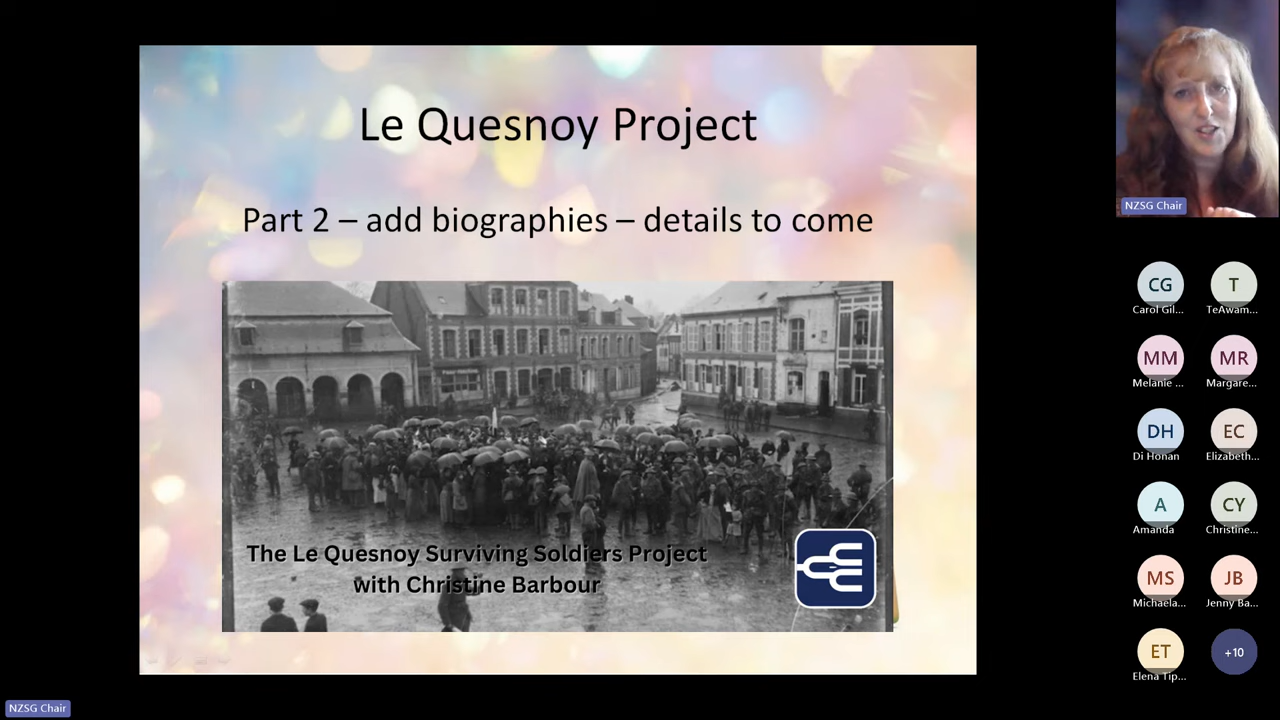 Le Quesnoy Project
Part 2 – add biographies – details to come
The Le Quesnoy Surviving Soldiers Project
with Christine Barbour
NZSG Chair
CG
Carol Gil...
T
TeAwam...
MM
Melanie ...
MR
Margare...
DH
Di Honan
EC
Elizabeth...
A
Amanda
CY
Christine...
MS
Michaela...
JB
Jenny Ba...
ET
Elena Tip...
+10
NZSG Chair